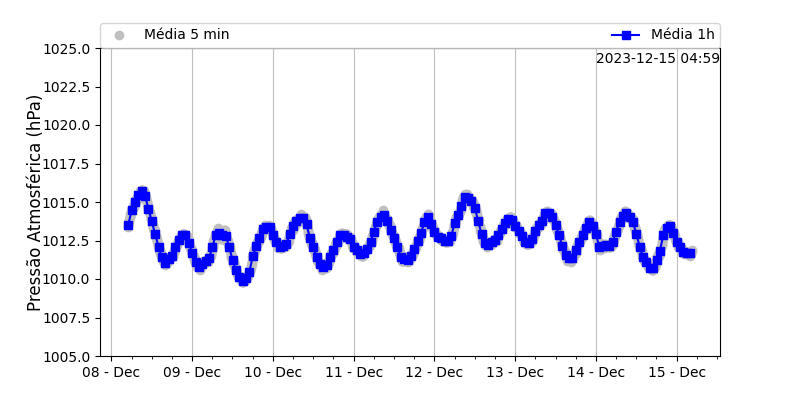 Média 5 min
Média 1h
2023-12-15 04:59
Pressão Atmosférica (hPa)
1025.0
1022.5
1020.0
1017.5
1015.0
1012.5
1010.0
1007.5
1005.0
08 - Dec
09 - Dec
10 - Dec
11 - Dec
12 - Dec
13 - Dec
14 - Dec
15 - Dec